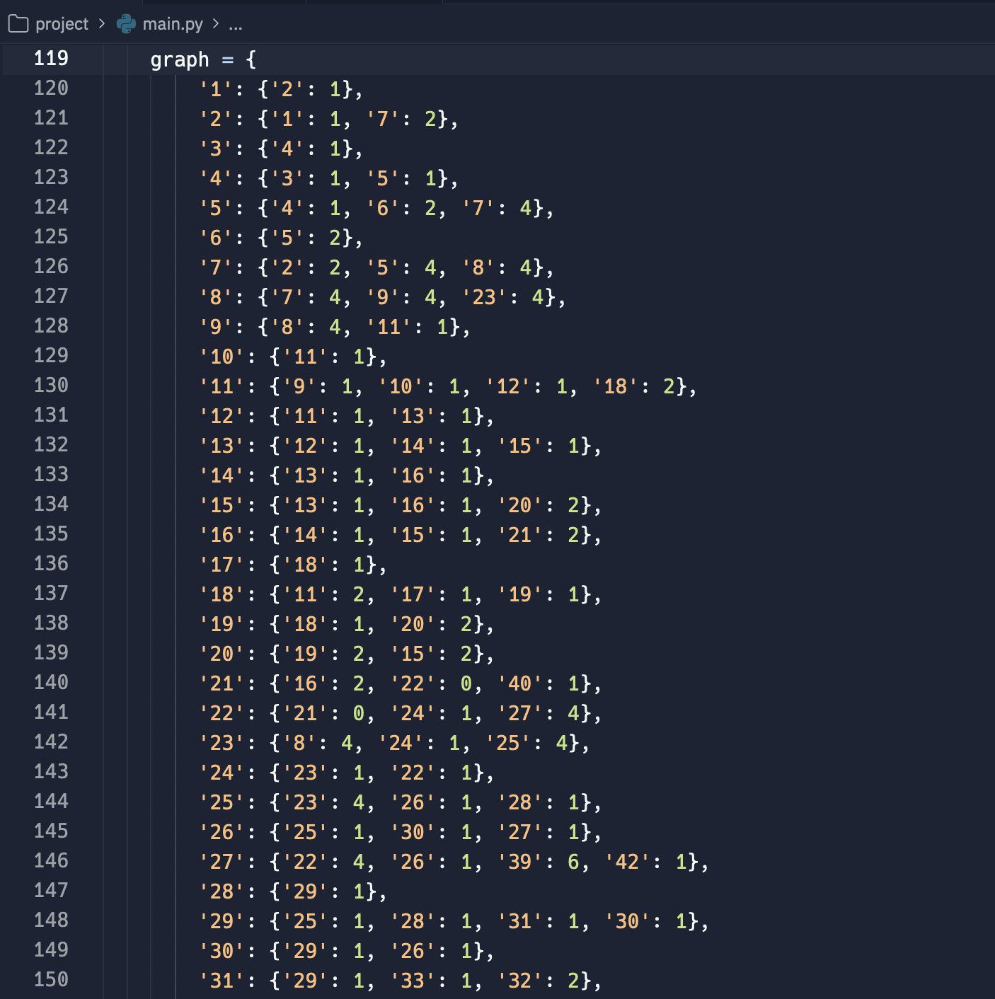 project > main.py > ...
119 graph = {
120 '1': {'2': 1},
121 '2': {'1': 1, '7': 2},
122 '3': {'4': 1},
123 '4': {'3': 1, '5': 1},
124 '5': {'4': 1, '6': 2, '7': 4},
125 '6': {'5': 2},
126 '7': {'2': 2, '5': 4, '8': 4},
127 '8': {'7': 4, '9': 4, '23': 4},
128 '9': {'8': 4, '11': 1},
129 '10': {'11': 1},
130 '11': {'9': 1, '10': 1, '12': 1, '18': 2},
131 '12': {'11': 1, '13': 1},
132 '13': {'12': 1, '14': 1, '15': 1},
133 '14': {'13': 1, '16': 1},
134 '15': {'13': 1, '16': 1, '20': 2},
135 '16': {'14': 1, '15': 1, '21': 2},
136 '17': {'18': 1},
137 '18': {'11': 2, '17': 1, '19': 1},
138 '19': {'18': 1, '20': 2},
139 '20': {'19': 2, '15': 2},
140 '21': {'16': 2, '22': 0, '40': 1},
141 '22': {'21': 0, '24': 1, '27': 4},
142 '23': {'8': 4, '24': 1, '25': 4},
143 '24': {'23': 1, '22': 1},
144 '25': {'23': 4, '26': 1, '28': 1},
145 '26': {'25': 1, '30': 1, '27': 1},
146 '27': {'22': 4, '26': 1, '39': 6, '42': 1},
147 '28': {'29': 1},
148 '29': {'25': 1, '28': 1, '31': 1, '30': 1},
149 '30': {'29': 1, '26': 1},
150 '31': {'29': 1, '33': 1, '32': 2},